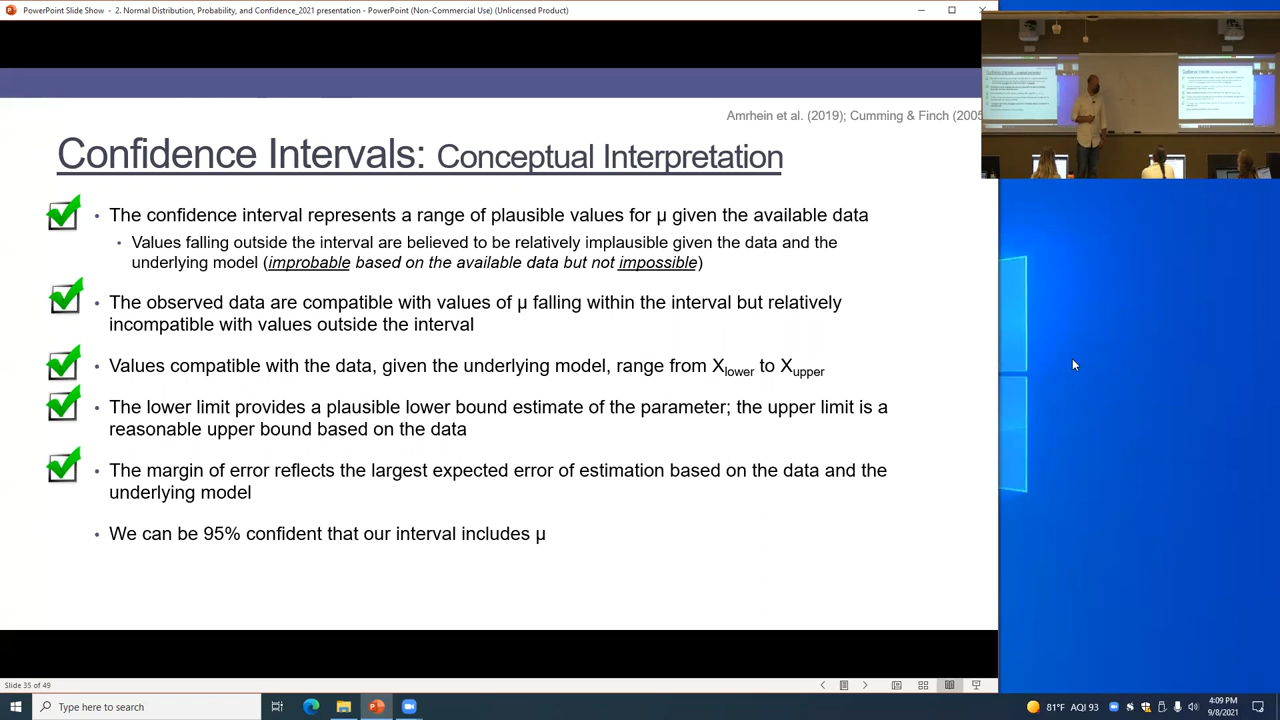 PowerPoint Slide Show - 2. Normal Distribution, Probability, and Confidence_2021 presentation - PowerPoint (Non-Commercial Use) (Unlicensed Product)
Amrhein et al. (2019); Cumming & Finch (2005
Confidence Intervals: Conceptual Interpretation
• The confidence interval represents a range of plausible values for µ given the available data
• Values falling outside the interval are believed to be relatively implausible given the data and the
underlying model (improbable based on the available data but not impossible)
• The observed data are compatible with values of µ falling within the interval but relatively
incompatible with values outside the interval
• Values compatible with the data, given the underlying model, range from Xlower to Xupper
• The lower limit provides a plausible lower bound estimate of the parameter; the upper limit is a
reasonable upper bound based on the data
• The margin of error reflects the largest expected error of estimation based on the data and the
underlying model
• We can be 95% confident that our interval includes µ
Slide 35 of 49
Type here to search
81°F AQI 93
4:09 PM
9/8/2021